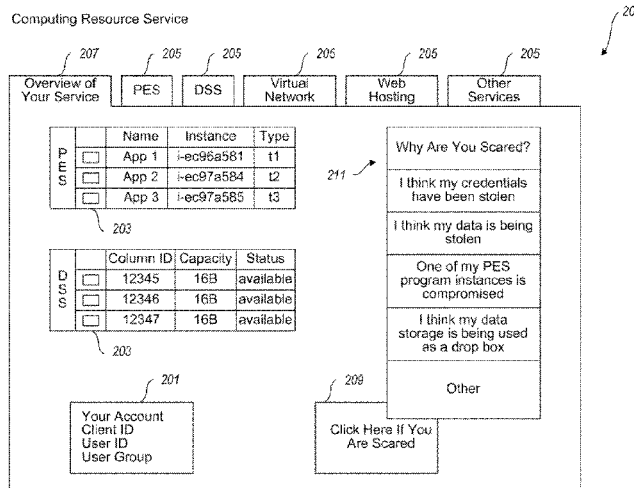 Computing Resource Service
20
207 205 205 205 205 205
Overview of Your Service
PES
DSS
Virtual Network
Web Hosting
Other Services
PES
Name Instance Type
App 1 i-ec96a581 t1
App 2 i-ec97a584 t2
App 3 i-ec97a585 t3
203
DSS
Column ID Capacity Status
12345 16B available
12346 16B available
12347 16B available
203
211
Why Are You Scared?
I think my credentials
have been stolen
I think my data is being
stolen
One of my PES
program instances is
compromised
I think my data
storage is being used
as a drop box
Other
201
Your Account
Client ID
User ID
User Group
209
Click Here If You
Are Scared